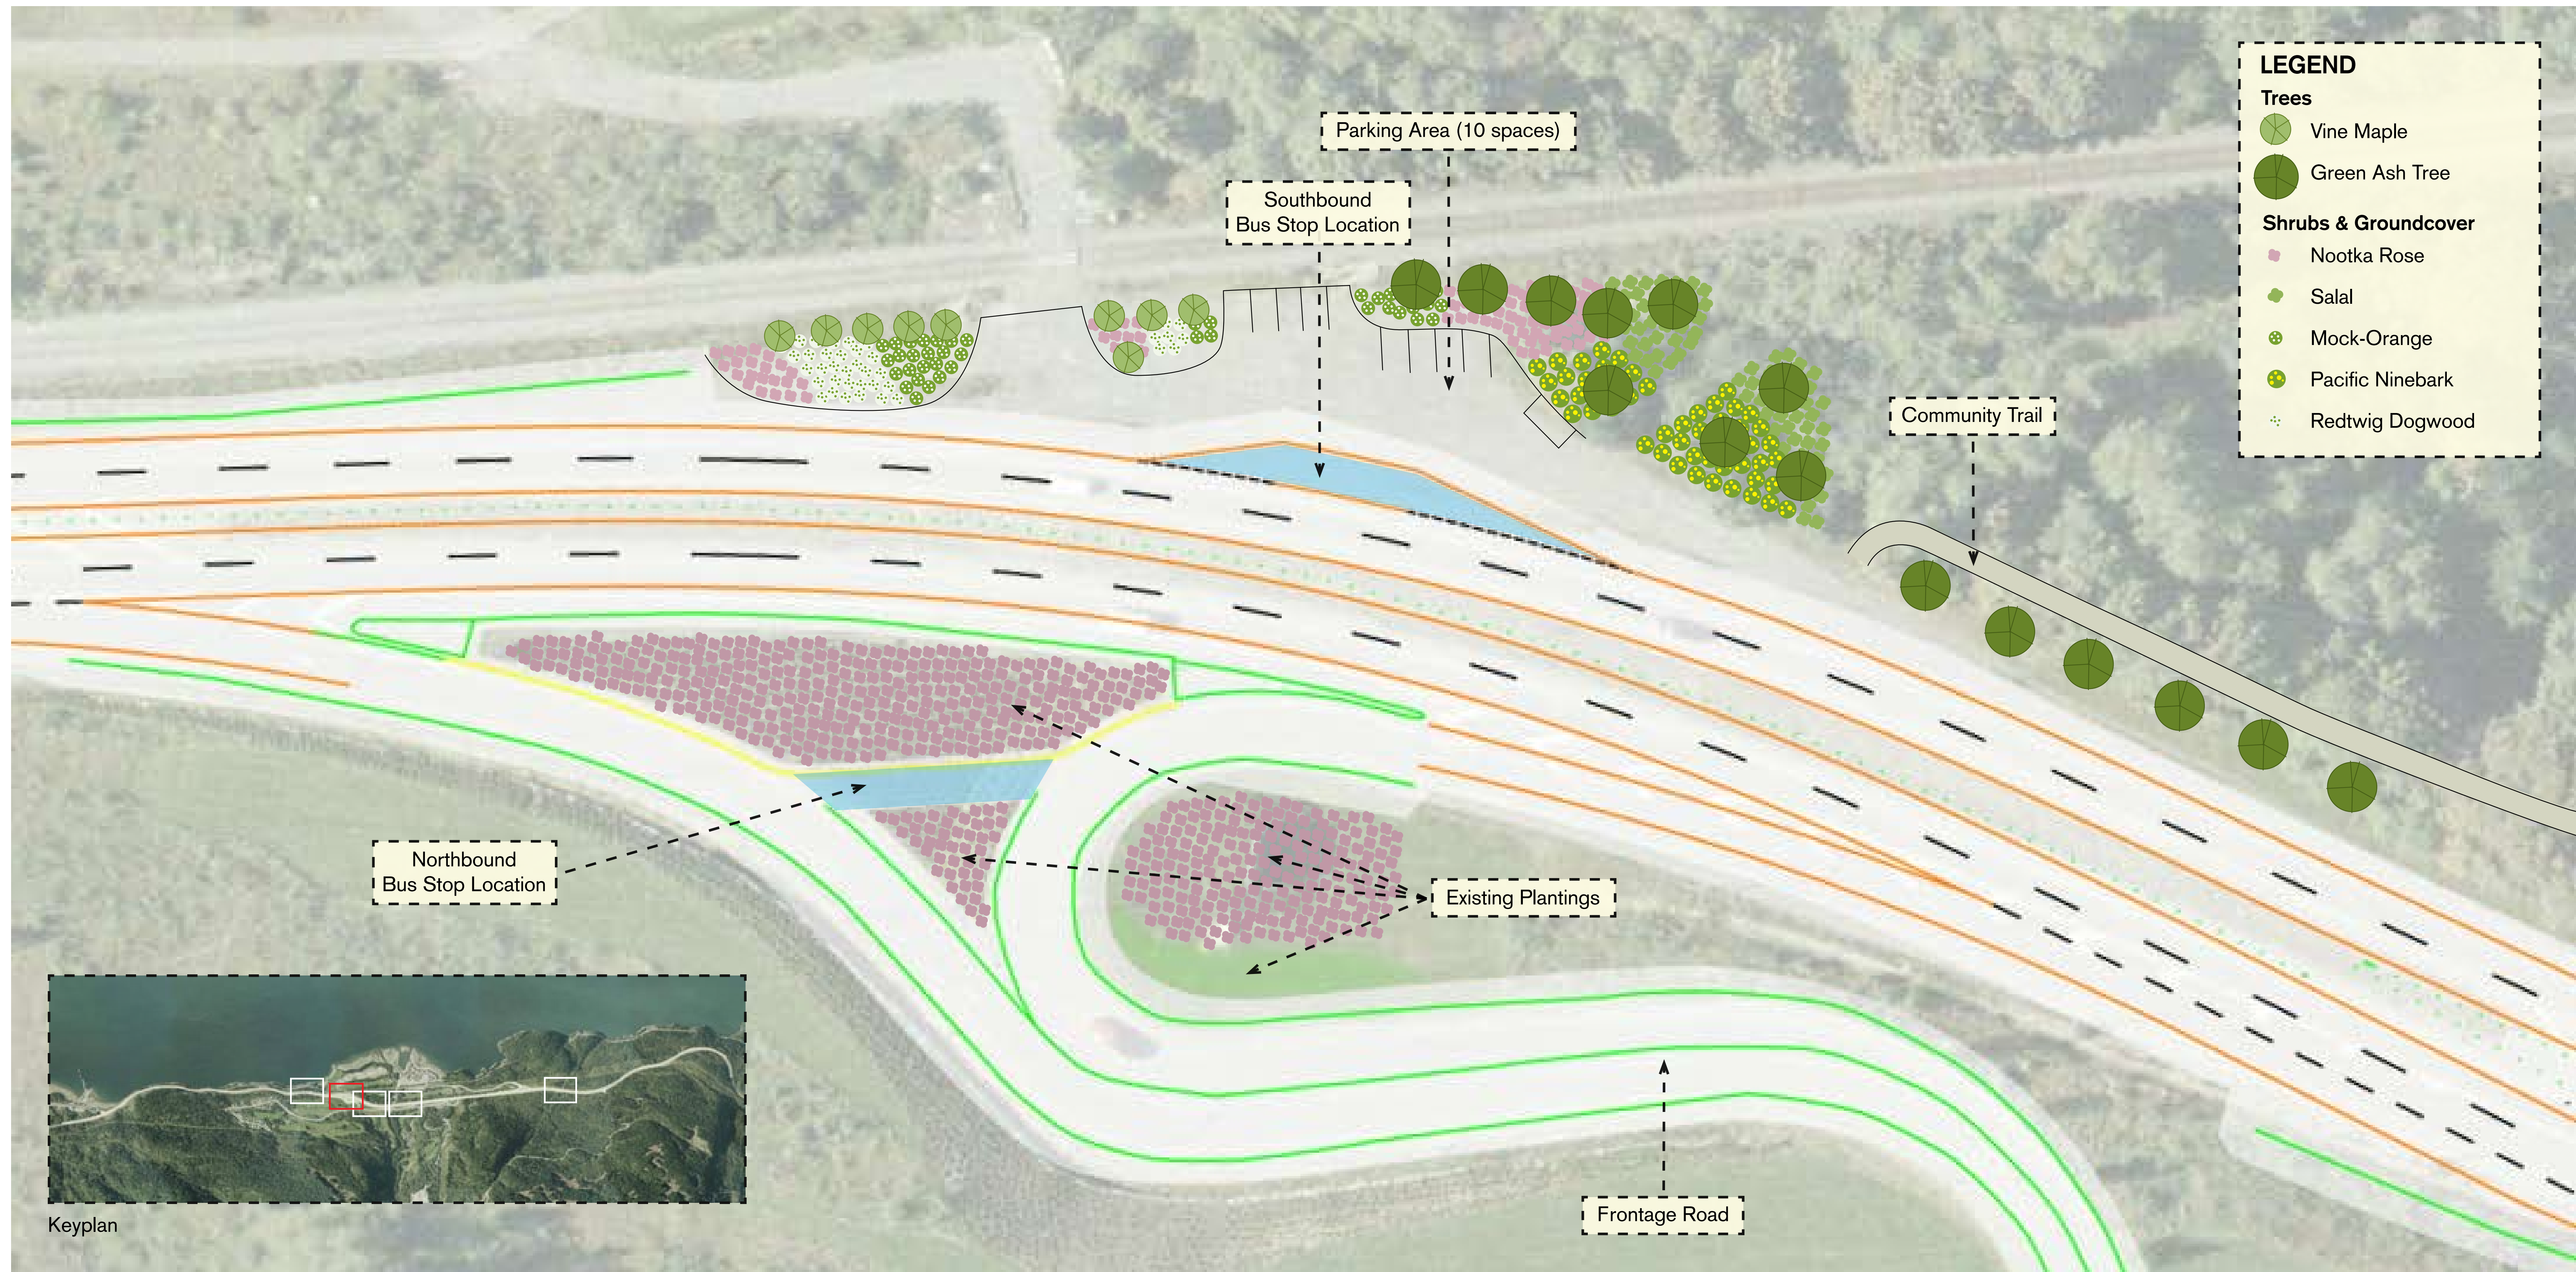 Parking Area (10 spaces)
Southbound
Bus Stop Location
LEGEND
Trees
Vine Maple
Green Ash Tree
Shrubs & Groundcover
Nootka Rose
Salal
Mock-Orange
Pacific Ninebark
Redtwig Dogwood
Community Trail
Northbound
Bus Stop Location
Existing Plantings
Frontage Road
Keyplan